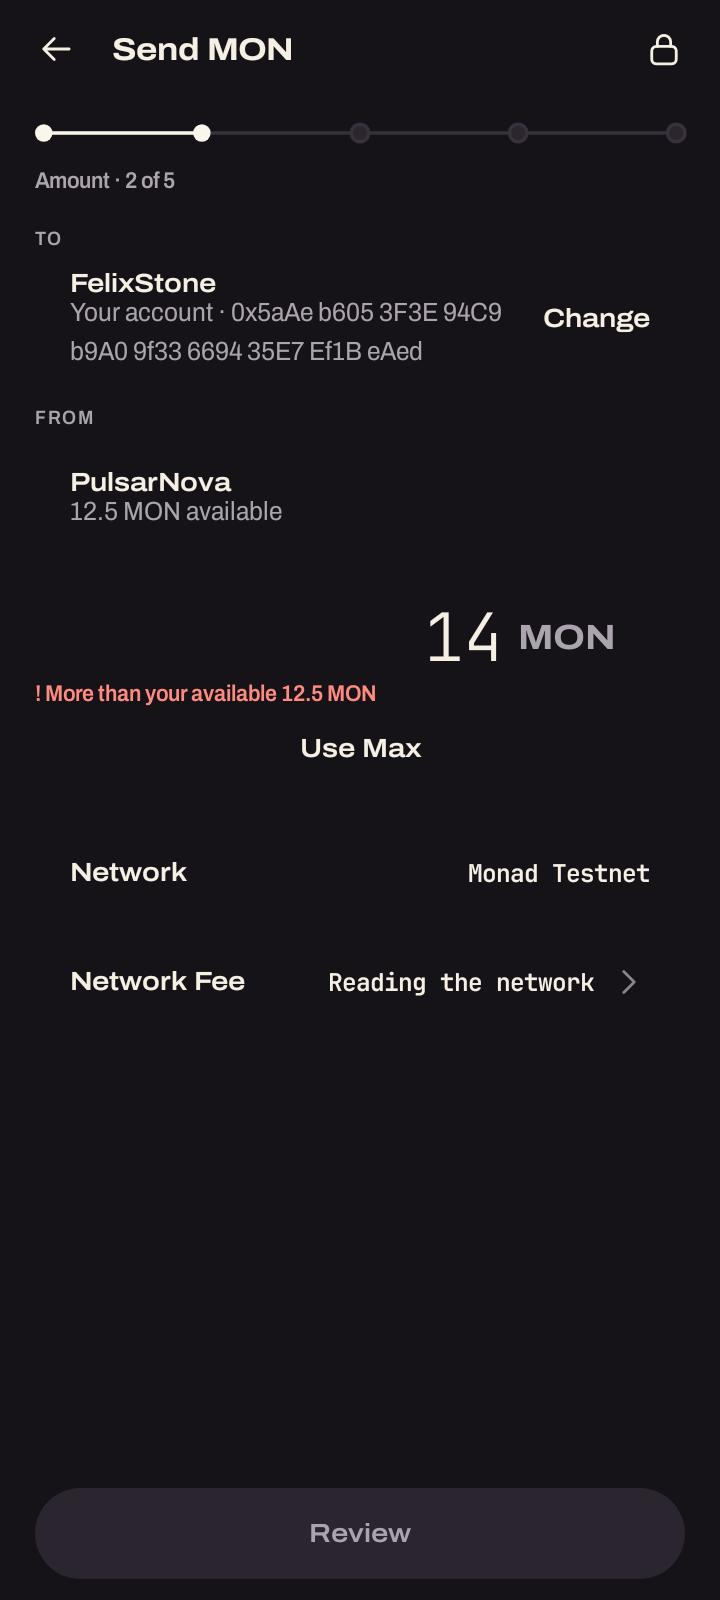 Send MON
Amount · 2 of 5
TO
FelixStone
Your account · 0x5aAe b605 3F3E 94C9
b9A0 9f33 6694 35E7 Ef1B eAed
Change
FROM
PulsarNova
12.5 MON available
14 MON
! More than your available 12.5 MON
Use Max
Network
Monad Testnet
Network Fee
Reading the network
Review